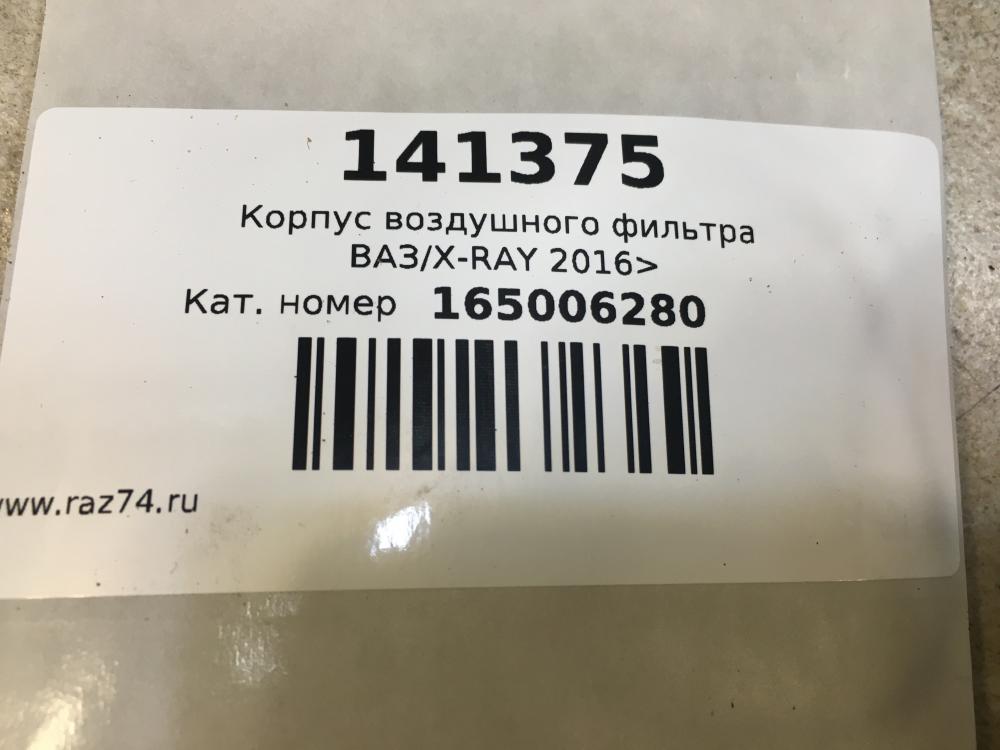 141375
Корпус воздушного фильтра
ВАЗ/X-RAY 2016>
Кат. номер 165006280
www.raz74.ru